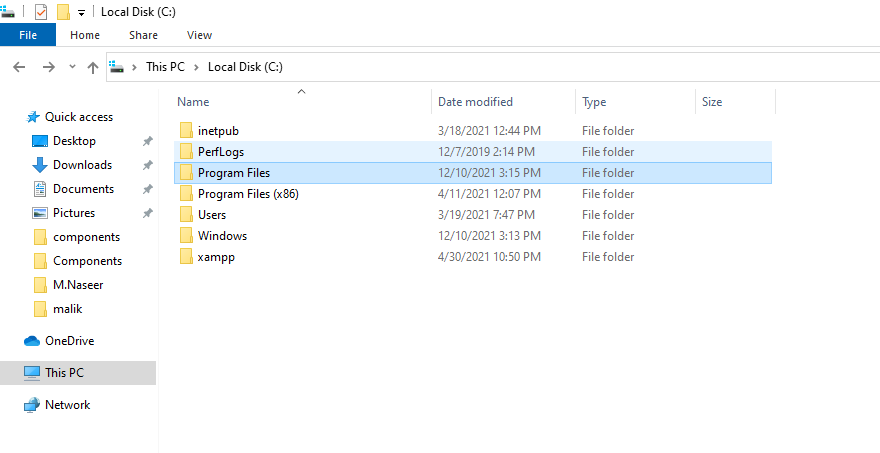 Local Disk (C:)
File Home Share View
This PC Local Disk (C:)
Name Date modified Type Size
Quick access
Desktop
Downloads
Documents
Pictures
components
Components
M.Naseer
malik
OneDrive
This PC
Network
inetpub 3/18/2021 12:44 PM File folder
PerfLogs 12/7/2019 2:14 PM File folder
Program Files 12/10/2021 3:15 PM File folder
Program Files (x86) 4/11/2021 12:07 PM File folder
Users 3/19/2021 7:47 PM File folder
Windows 12/10/2021 3:13 PM File folder
xampp 4/30/2021 10:50 PM File folder